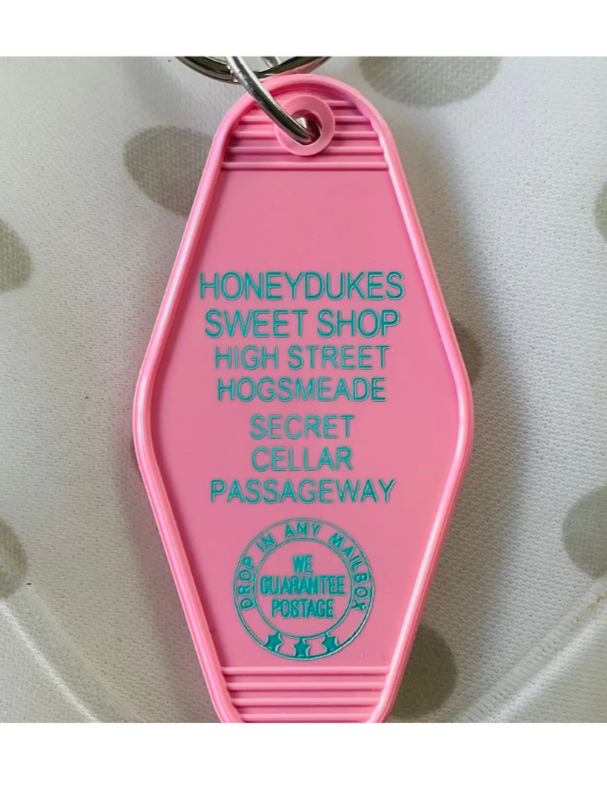 HONEYDUKES
SWEET SHOP
HIGH STREET
HOGSMEADE
SECRET
CELLAR
PASSAGEWAY
DROP IN ANY MAILBOX
WE
GUARANTEE
POSTAGE